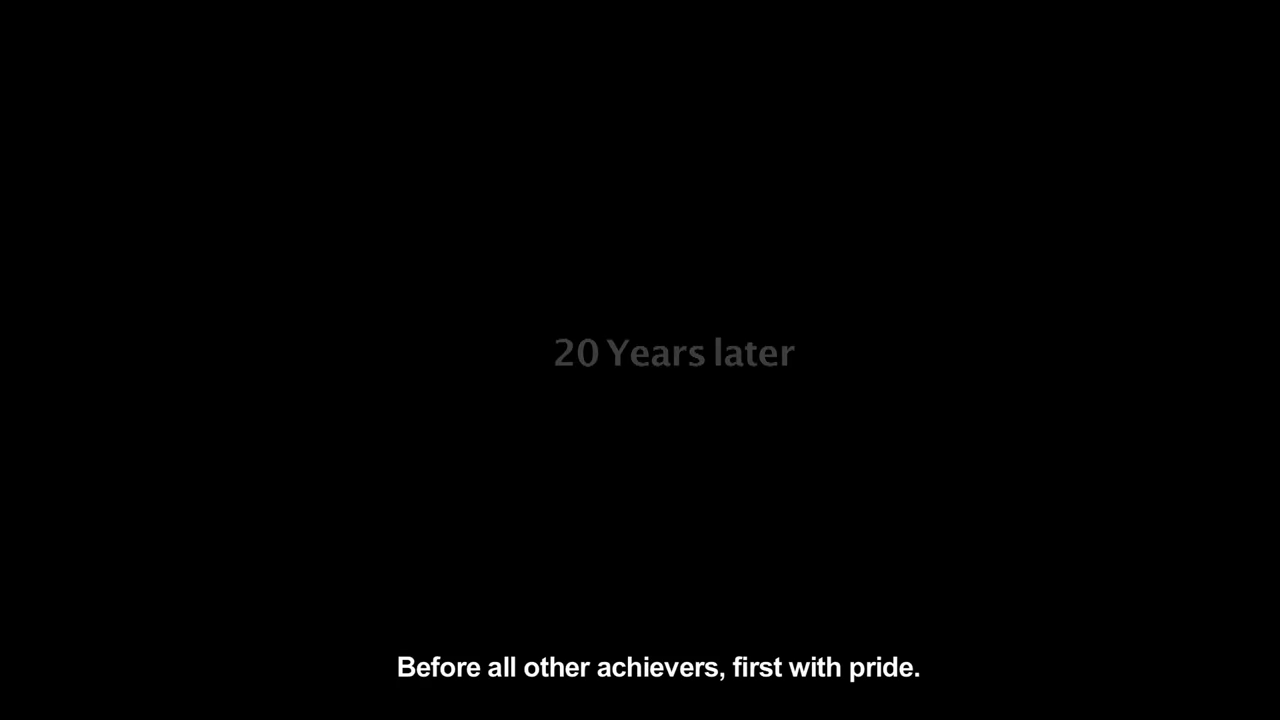 20 Years later
Before all other achievers, first with pride.